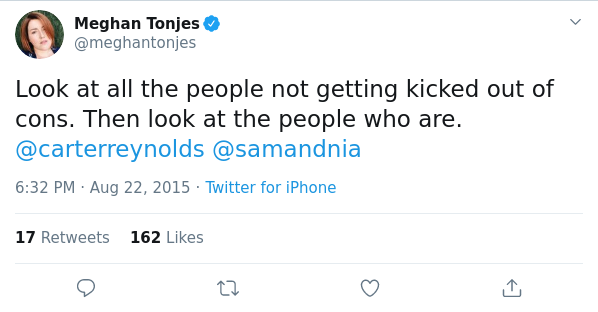 Meghan Tonjes
@meghantonjes
Look at all the people not getting kicked out of
cons. Then look at the people who are.
@carterreynolds @samandnia
6:32 PM · Aug 22, 2015 · Twitter for iPhone
17 Retweets 162 Likes